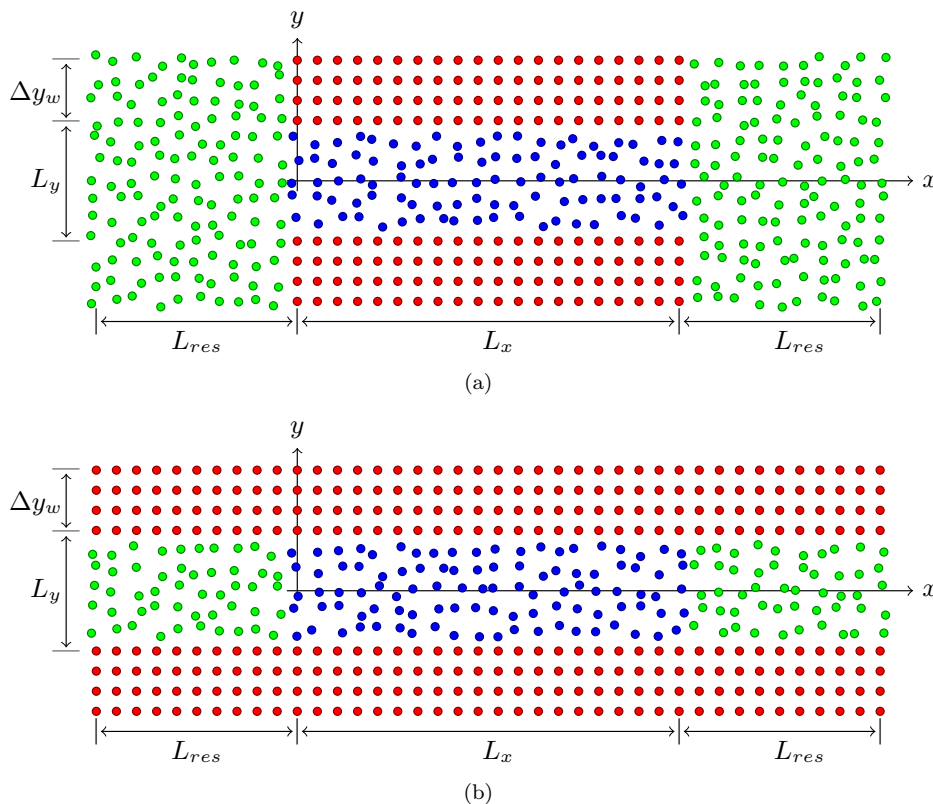 y
Δy_w
L_y
x
L_res
L_x
L_res
(a)
y
Δy_w
L_y
x
L_res
L_x
L_res
(b)